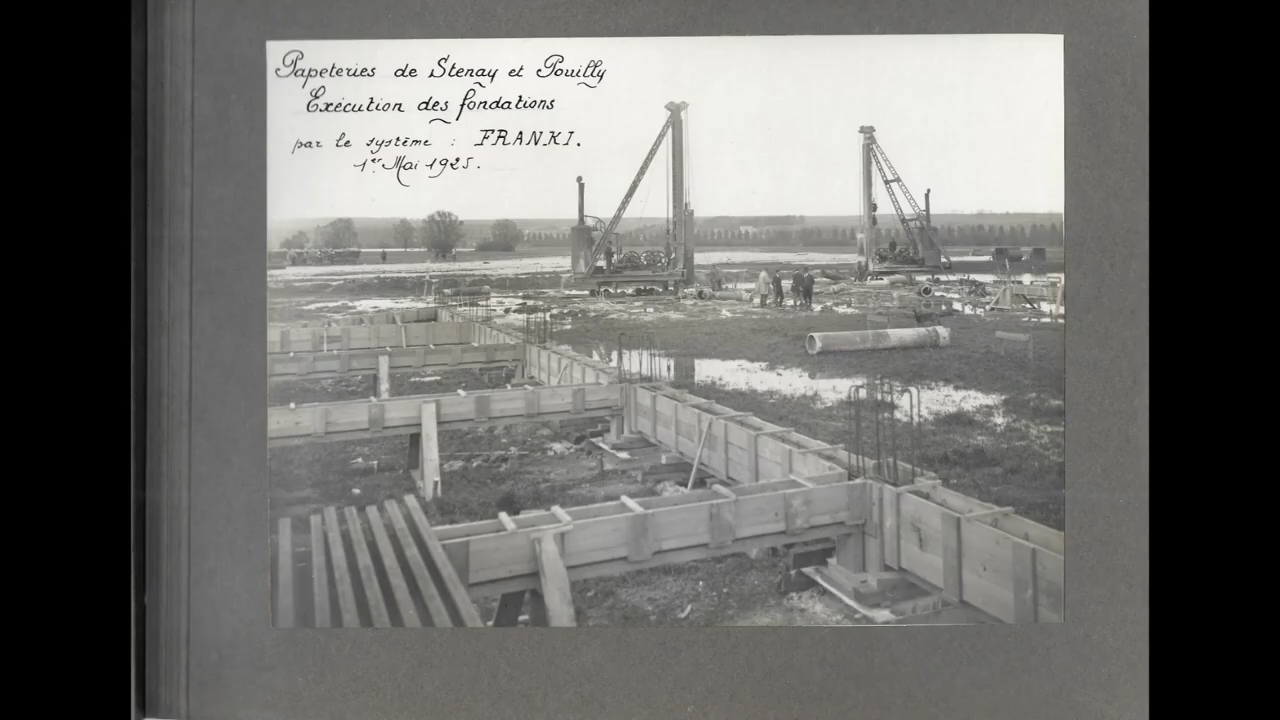 Papeteries de Stenay et Pouilly
Exécution des fondations
par le système : FRANKI.
1er Mai 1925.